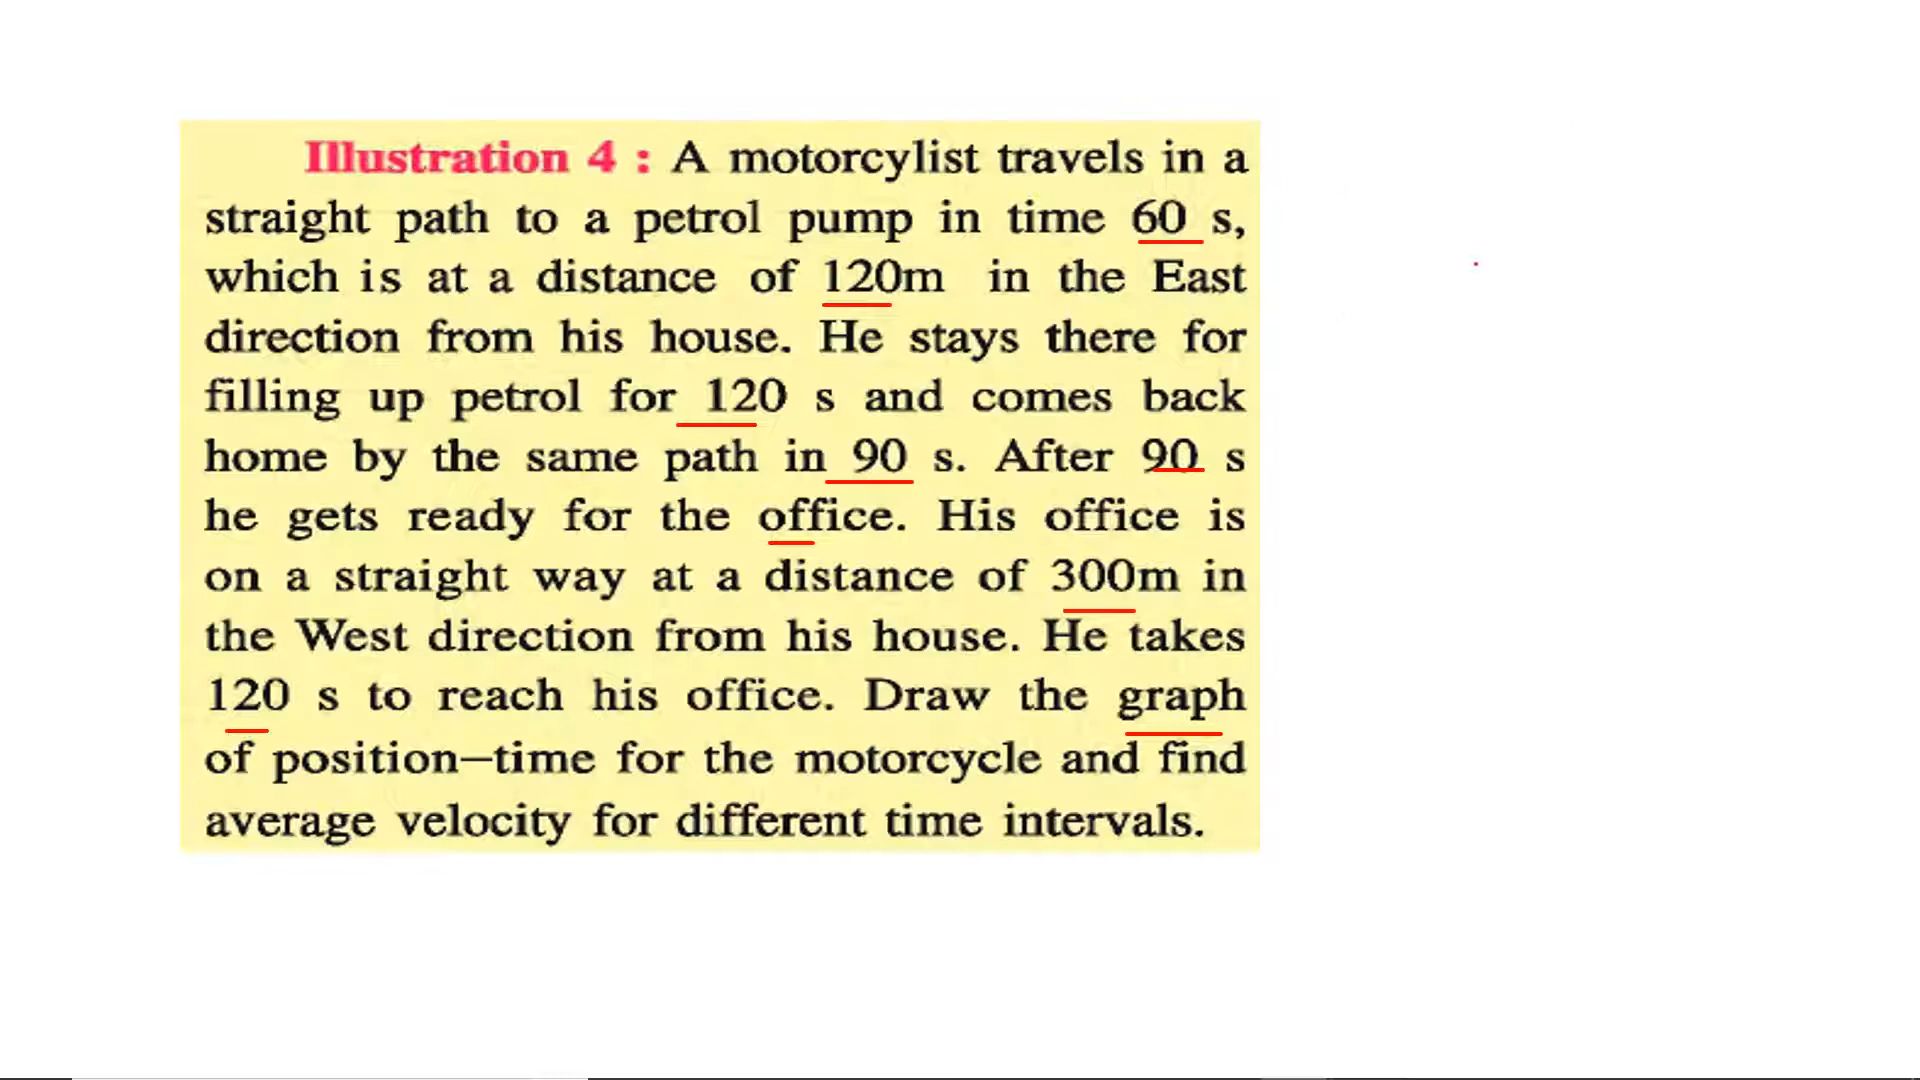 Illustration 4 : A motorcylist travels in a
straight path to a petrol pump in time 60 s,
which is at a distance of 120m in the East
direction from his house. He stays there for
filling up petrol for 120 s and comes back
home by the same path in 90 s. After 90 s
he gets ready for the office. His office is
on a straight way at a distance of 300m in
the West direction from his house. He takes
120 s to reach his office. Draw the graph
of position–time for the motorcycle and find
average velocity for different time intervals.